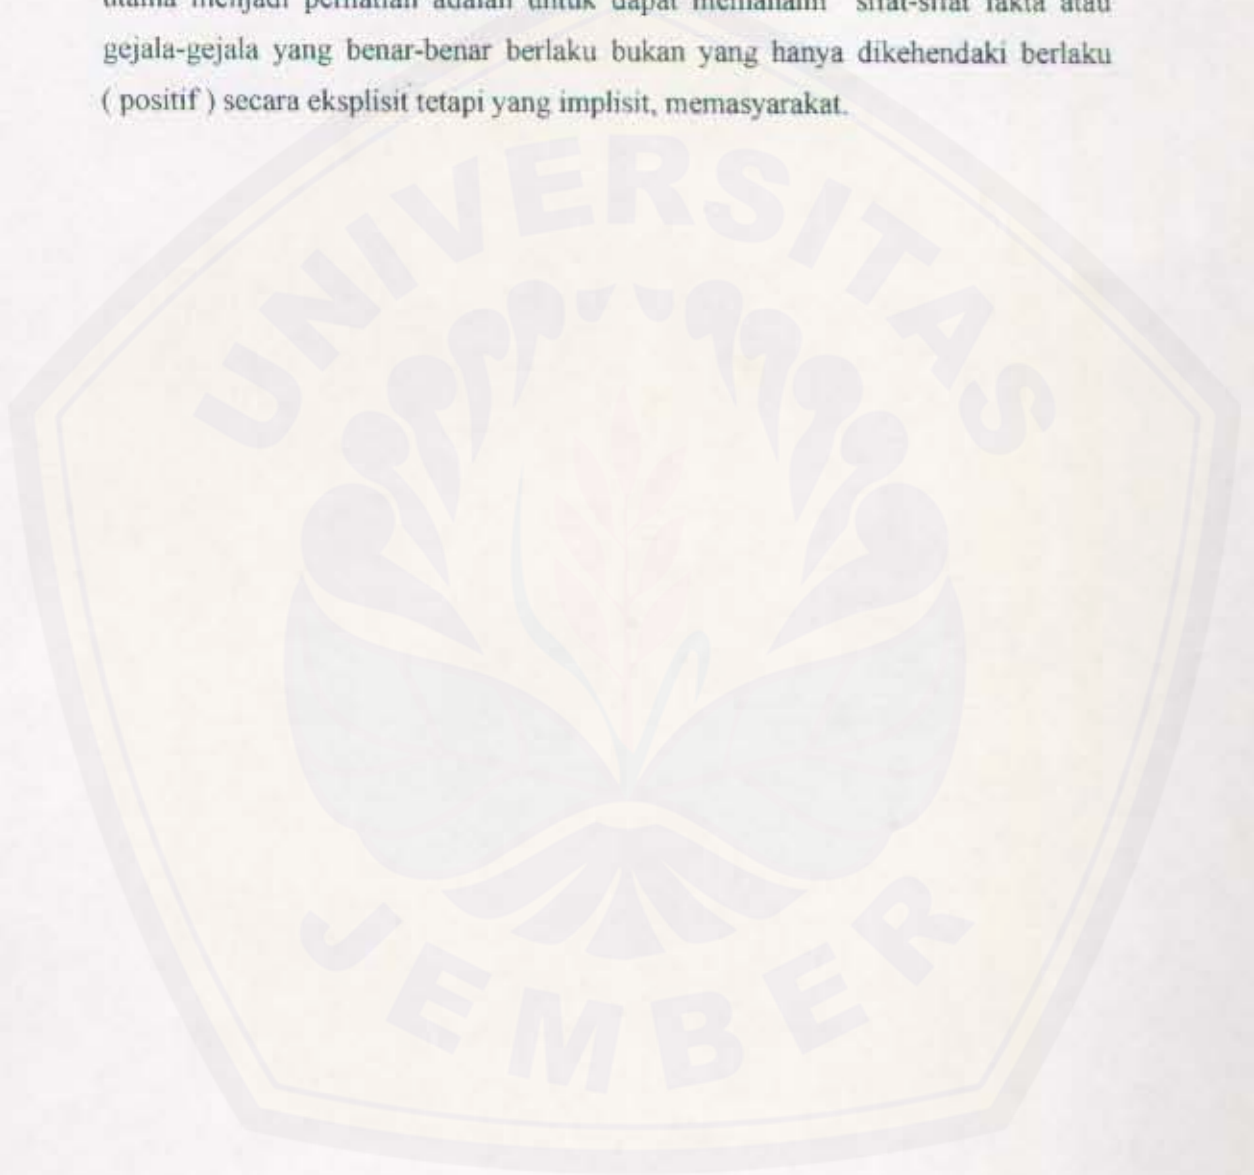 utama menjadi perhatian adalah untuk dapat memahami sifat-sifat fakta atau
gejala-gejala yang benar-benar berlaku bukan yang hanya dikehendaki berlaku
( positif ) secara eksplisit tetapi yang implisit, memasyarakat.
UNIVERSITAS
JEMBER